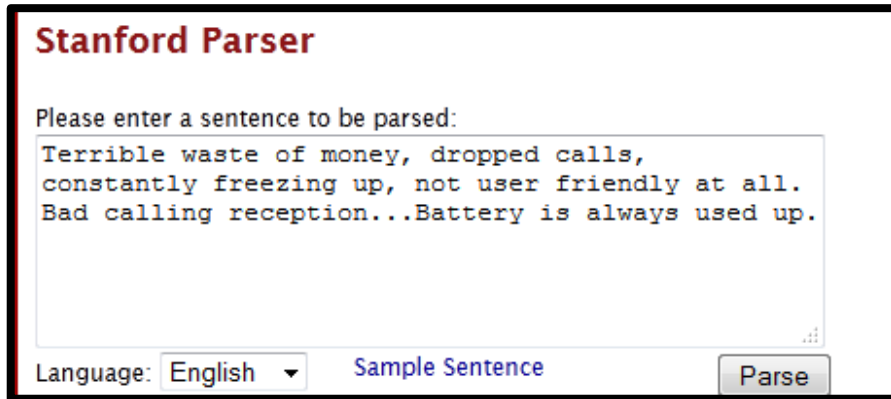 Stanford Parser
Please enter a sentence to be parsed:
Terrible waste of money, dropped calls,
constantly freezing up, not user friendly at all.
Bad calling reception...Battery is always used up.
Language: English Sample Sentence Parse